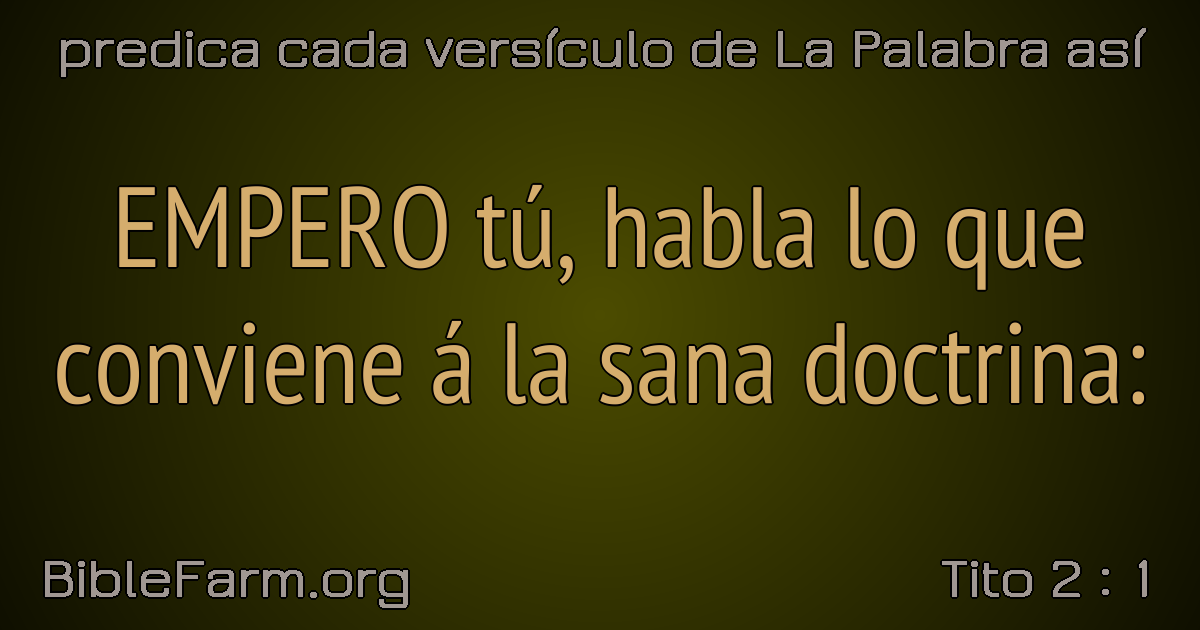 predica cada versículo de La Palabra así
EMPERO tú, habla lo que
conviene á la sana doctrina:
BibleFarm.org
Tito 2 : 1